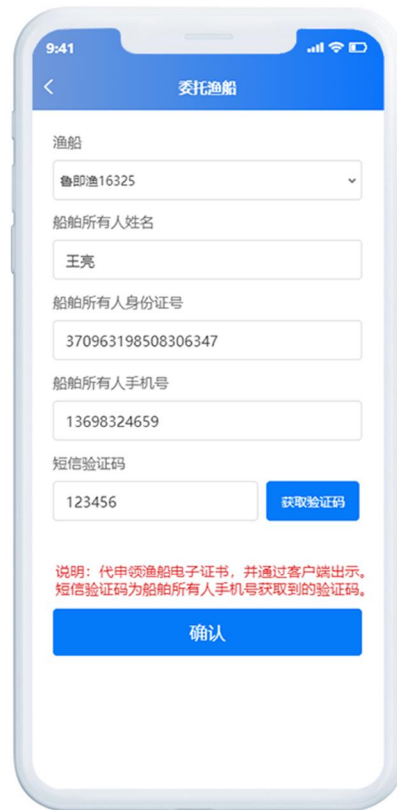 9:41
委托渔船
渔船
鲁即渔16325
船舶所有人姓名
王亮
船舶所有人身份证号
370963198508306347
船舶所有人手机号
13698324659
短信验证码
123456
获取验证码
说明：代申领渔船电子证书，并通过客户端出示。
短信验证码为船舶所有人手机号获取到的验证码。
确认